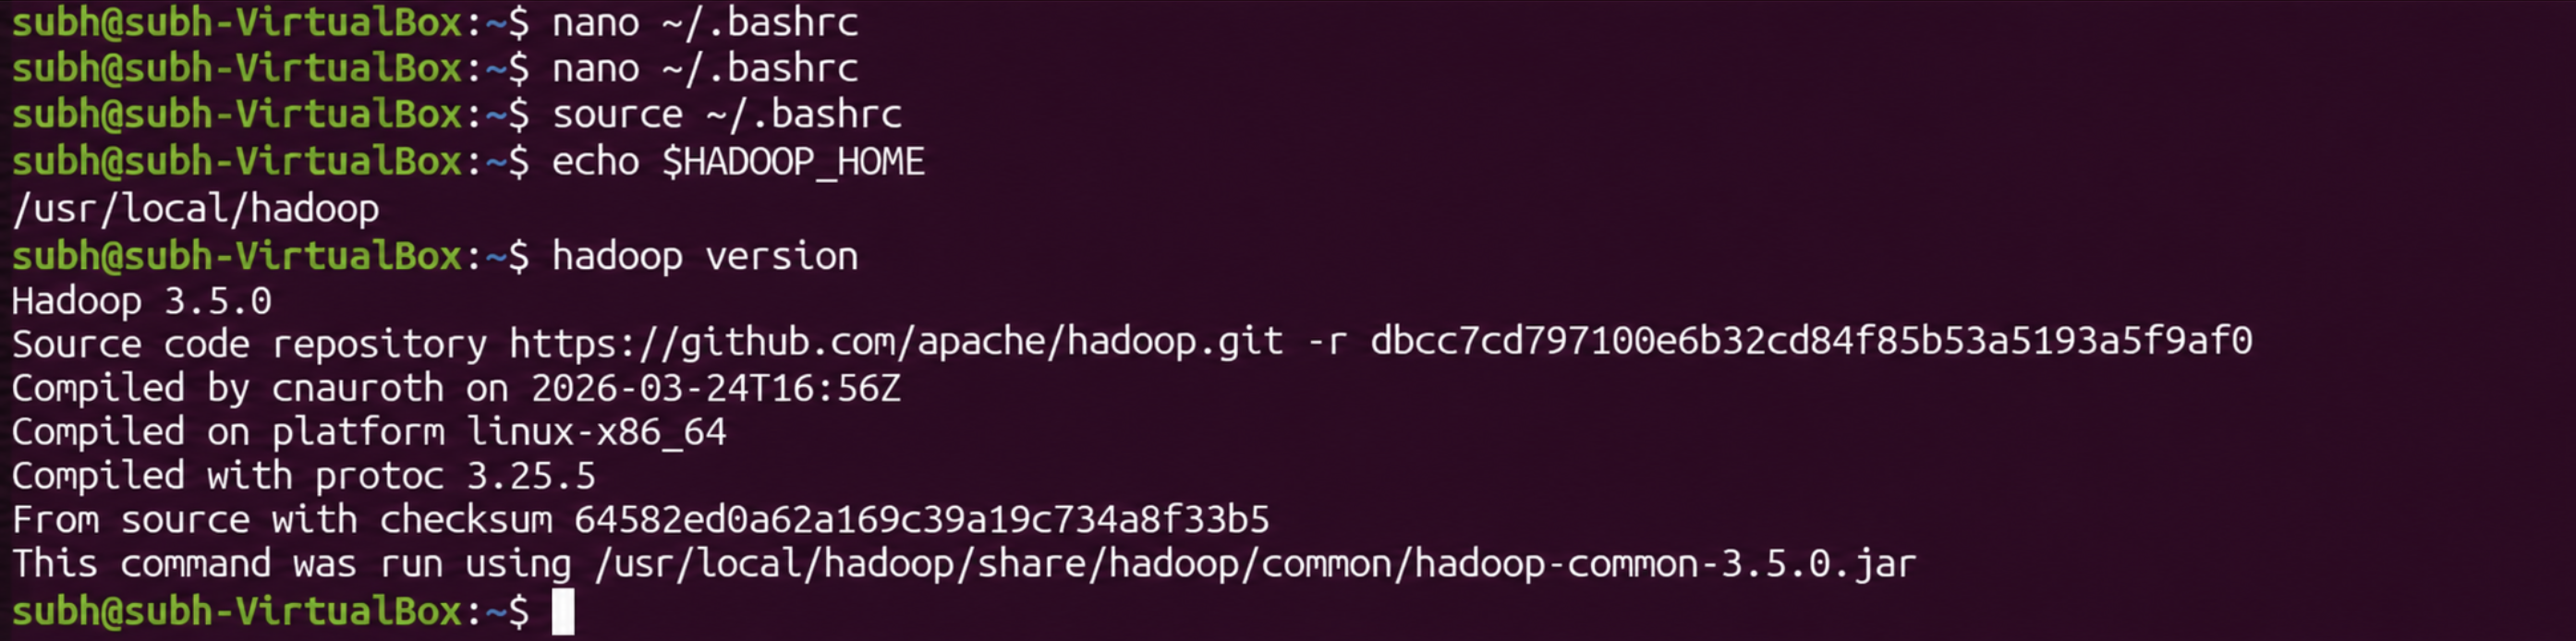 subh@subh-VirtualBox:~$ nano ~/.bashrc
subh@subh-VirtualBox:~$ nano ~/.bashrc
subh@subh-VirtualBox:~$ source ~/.bashrc
subh@subh-VirtualBox:~$ echo $HADOOP_HOME
/usr/local/hadoop
subh@subh-VirtualBox:~$ hadoop version
Hadoop 3.5.0
Source code repository https://github.com/apache/hadoop.git -r dbcc7cd797100e6b32cd84f85b53a5193a5f9af0
Compiled by cnauroth on 2026-03-24T16:56Z
Compiled on platform linux-x86_64
Compiled with protoc 3.25.5
From source with checksum 64582ed0a62a169c39a19c734a8f33b5
This command was run using /usr/local/hadoop/share/hadoop/common/hadoop-common-3.5.0.jar
subh@subh-VirtualBox:~$